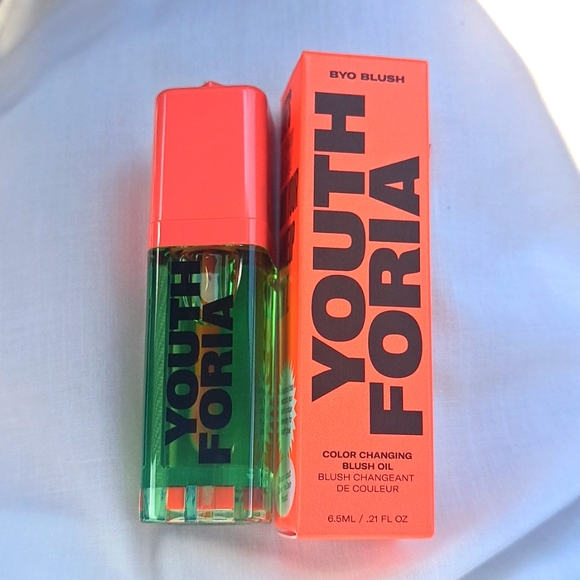 YOUTH
FORIA
BYO BLUSH
YOUTH
FORIA
COLOR CHANGING
BLUSH OIL
BLUSH CHANGEANT
DE COULEUR
6.5ML / .21 FL OZ